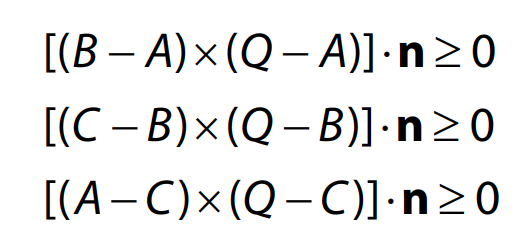 [(B – A) × (Q – A)] · n ≥ 0
[(C – B) × (Q – B)] · n ≥ 0
[(A – C) × (Q – C)] · n ≥ 0